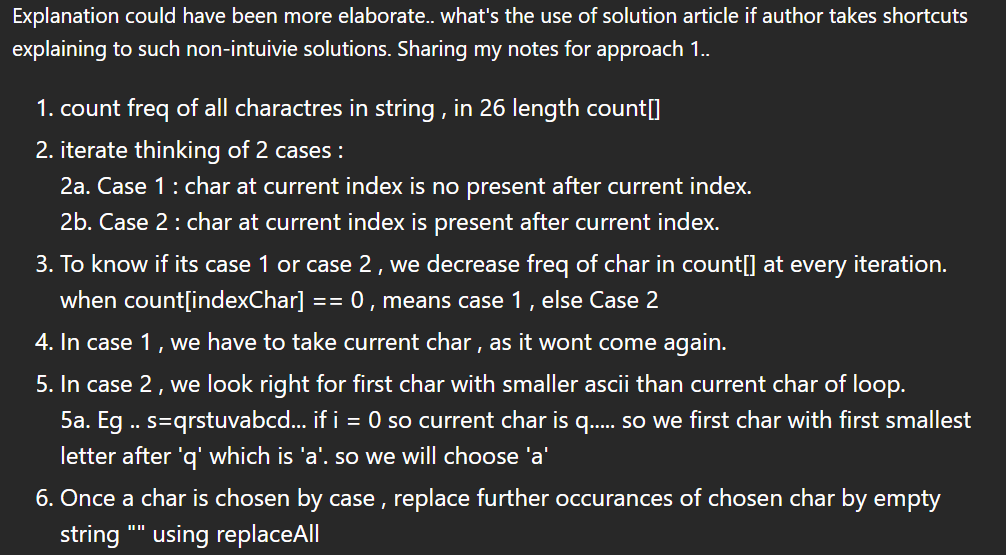 Explanation could have been more elaborate.. what's the use of solution article if author takes shortcuts
explaining to such non-intuivie solutions. Sharing my notes for approach 1..
1. count freq of all charactres in string , in 26 length count[]
2. iterate thinking of 2 cases :
2a. Case 1 : char at current index is no present after current index.
2b. Case 2 : char at current index is present after current index.
3. To know if its case 1 or case 2 , we decrease freq of char in count[] at every iteration.
when count[indexChar] == 0 , means case 1 , else Case 2
4. In case 1 , we have to take current char , as it wont come again.
5. In case 2 , we look right for first char with smaller ascii than current char of loop.
5a. Eg .. s=qrstuvabcd... if i = 0 so current char is q..... so we first char with first smallest
letter after 'q' which is 'a'. so we will choose 'a'
6. Once a char is chosen by case , replace further occurances of chosen char by empty
string "" using replaceAll